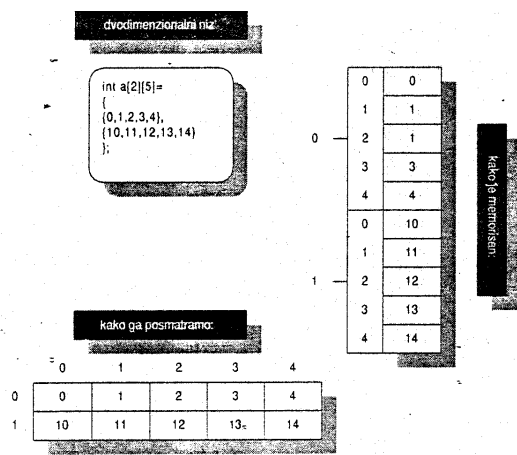 dvodimenzionalni niz
int a[2][5]=
{
{0,1,2,3,4},
{10,11,12,13,14}
};
0 0
1 1
0 2 1
3 3
4 4
0 10
1 11
1 2 12
3 13
4 14
kako je memorisan:
kako ga posmatramo:
0 1 2 3 4
0 0 1 2 3 4
1 10 11 12 13 14